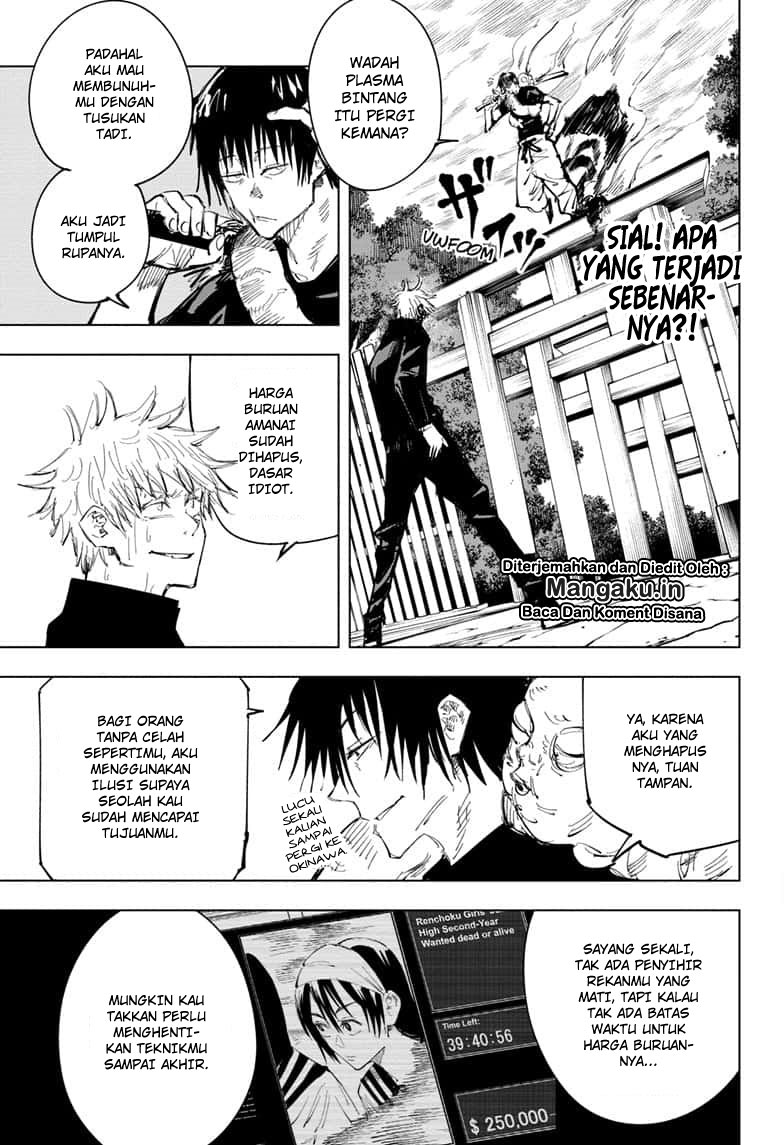 WADAH
PLASMA
BINTANG
ITU PERGI
KEMANA?
ザッ
VWFOOM
SIAL! APA
YANG TERJADI
SEBENAR-
NYA?!
PADAHAL
AKU MAU
MEMBUNUH-
MU DENGAN
TUSUKAN
TADI.
AKU JADI
TUMPUL
RUPANYA.
HARGA
BURUAN
AMANAI
SUDAH
DIHAPUS,
DASAR
IDIOT.
Diterjemahkan dan Diedit Oleh :
Mangaku.in
Baca Dan Koment Disana
YA, KARENA
AKU YANG
MENGHAPUS
NYA, TUAN
TAMPAN.
BAGI ORANG
TANPA CELAH
SEPERTIMU, AKU
MENGGUNAKAN
ILUSI SUPAYA
SEOLAH KAU
SUDAH MENCAPAI
TUJUANMU.
LUCU
SEKALI
KALIAN
SAMPAI
PERGI KE
OKINAWA.
SAYANG SEKALI,
TAK ADA PENYIHIR
REKANMU YANG
MATI, TAPI KALAU
TAK ADA BATAS
WAKTU UNTUK
HARGA BURUAN-
NYA...
Renchoku Girls'
High Second-Year
Wanted dead or alive
Time Left:
39:40:56
$ 250,000
MUNGKIN KAU
TAKKAN PERLU
MENGHENTI-
KAN TEKNIKMU
SAMPAI AKHIR.